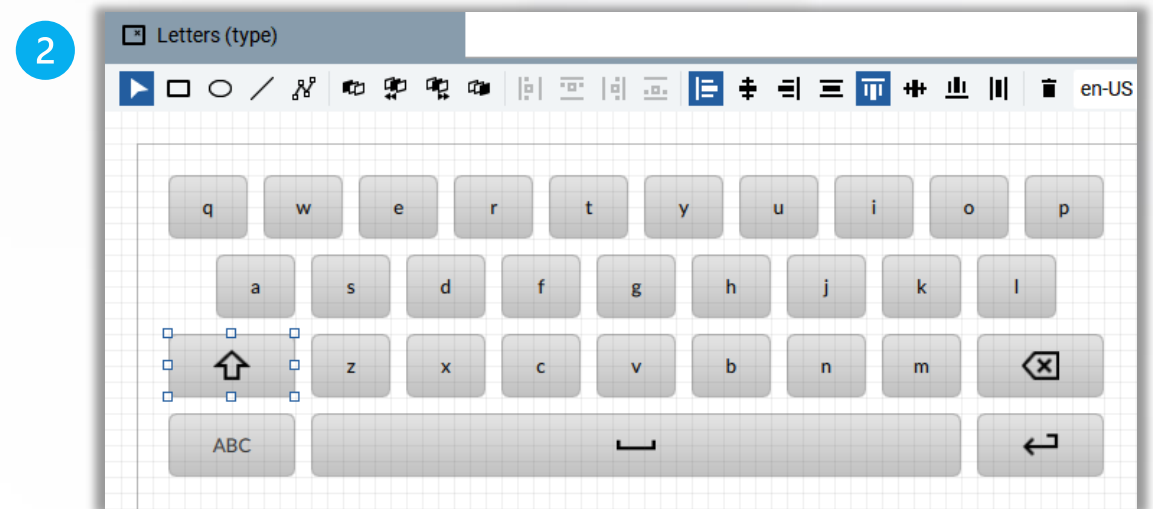 2
Letters (type)
en-US
q w e r t y u i o p
a s d f g h j k l
z x c v b n m
ABC